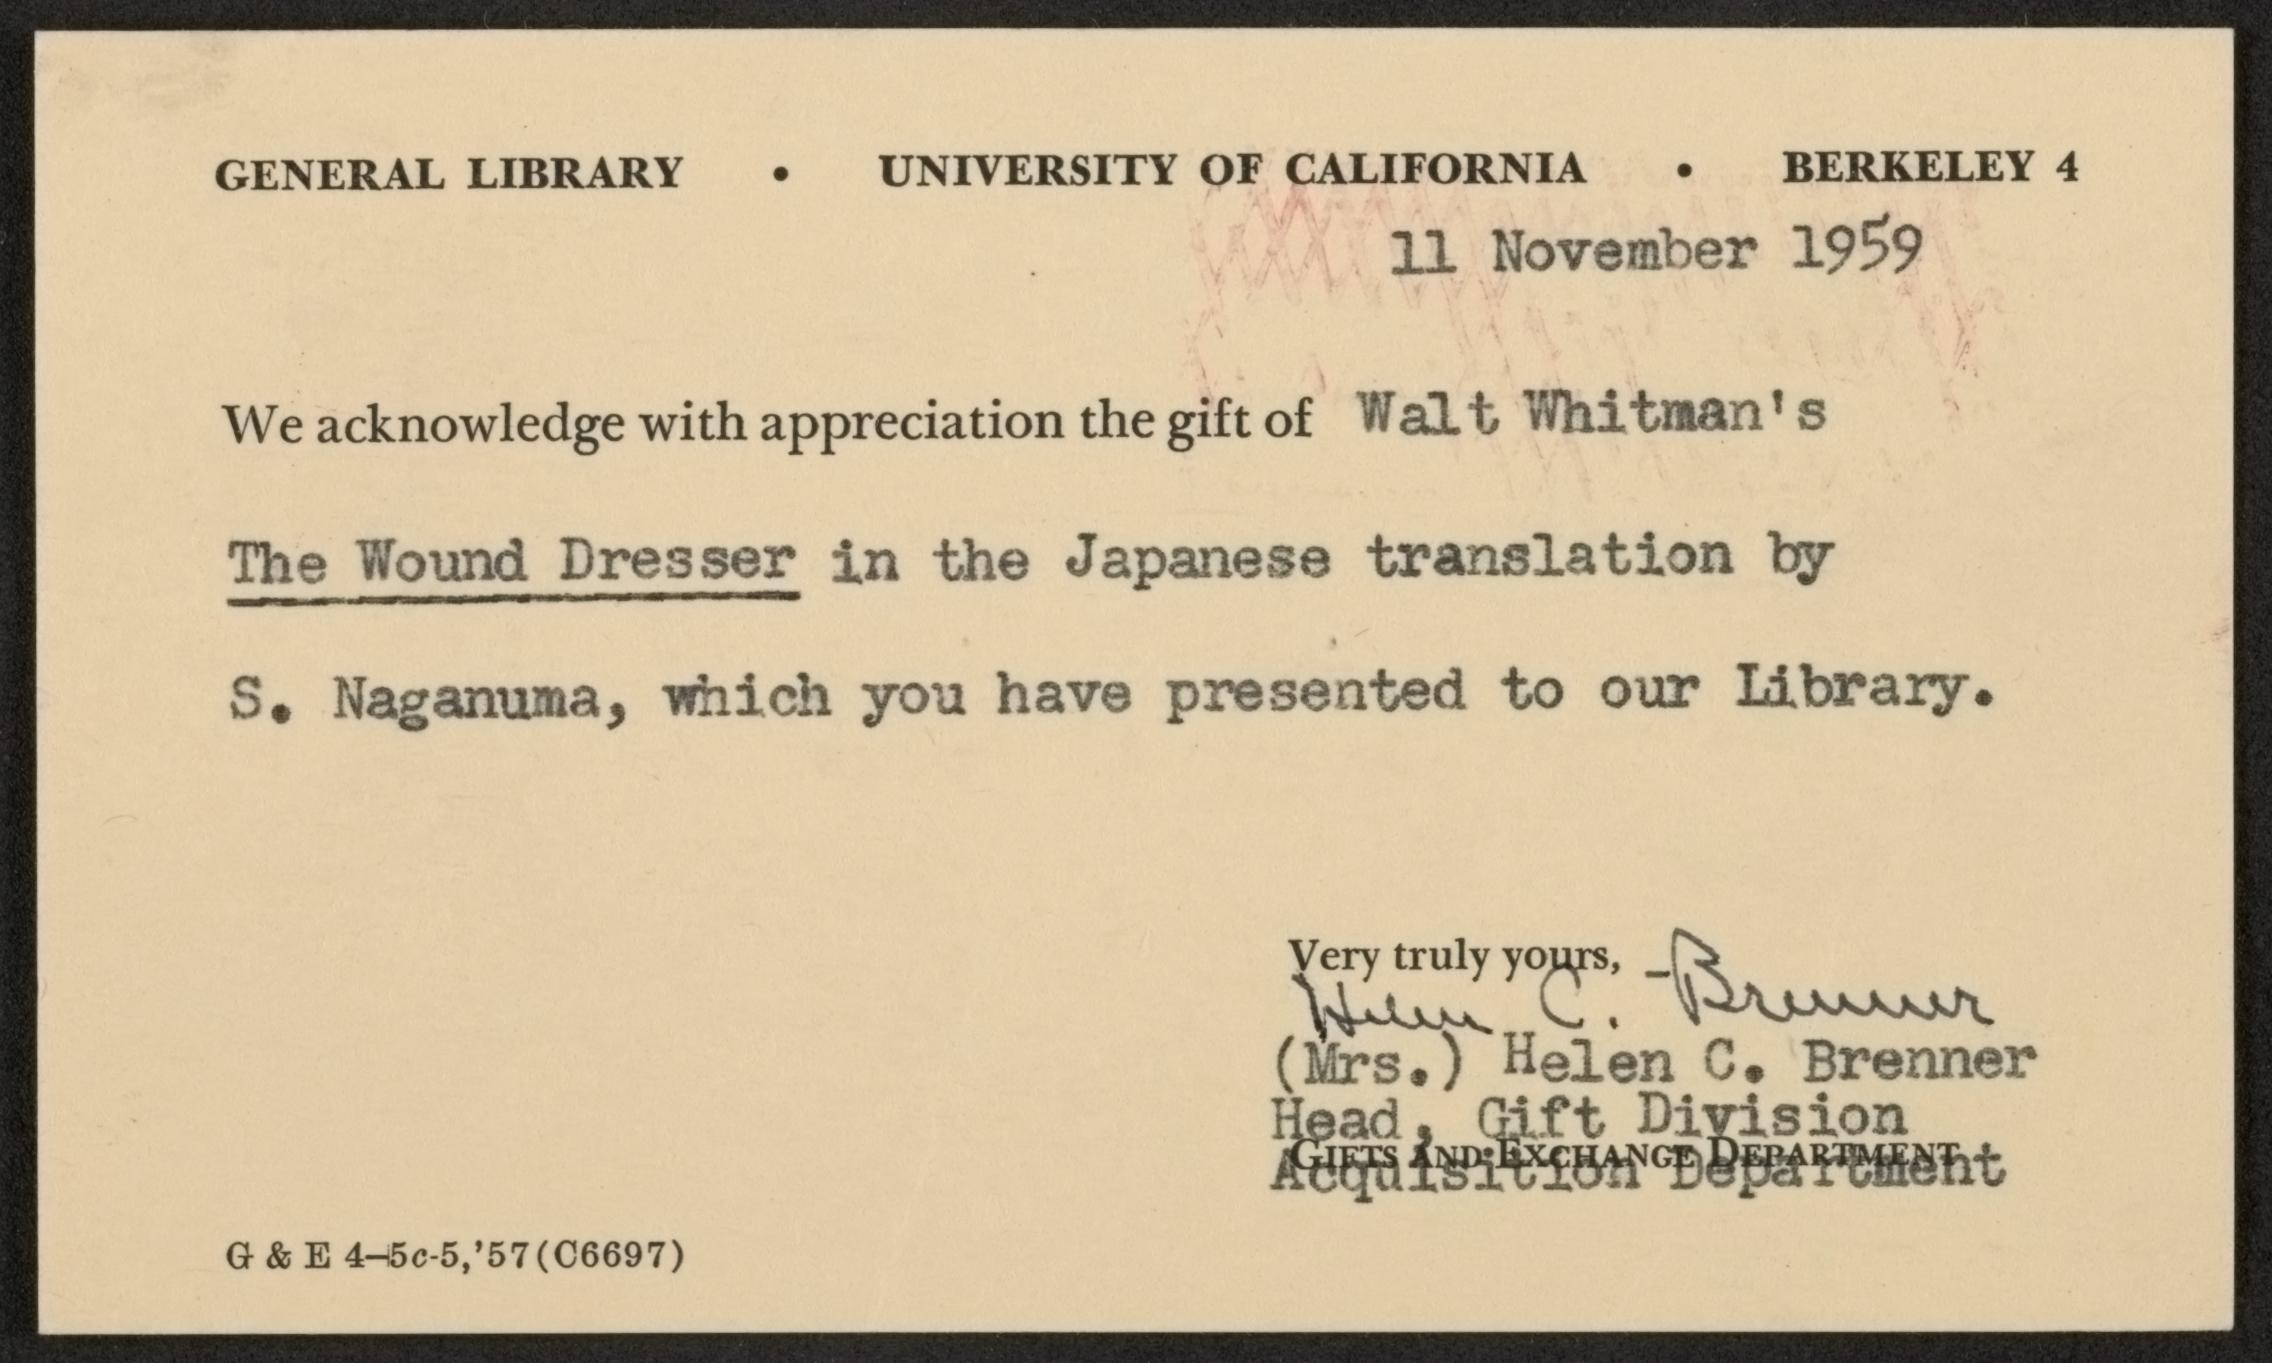 GENERAL LIBRARY • UNIVERSITY OF CALIFORNIA • BERKELEY 4
11 November 1959
We acknowledge with appreciation the gift of Walt Whitman's
The Wound Dresser in the Japanese translation by
S. Naganuma, which you have presented to our Library.
Very truly yours,
Helen C. Brenner
(Mrs.) Helen C. Brenner
Head, Gift Division
GIFTS AND EXCHANGE DEPARTMENT
Acquisition Department
G & E 4–5c-5,'57(C6697)